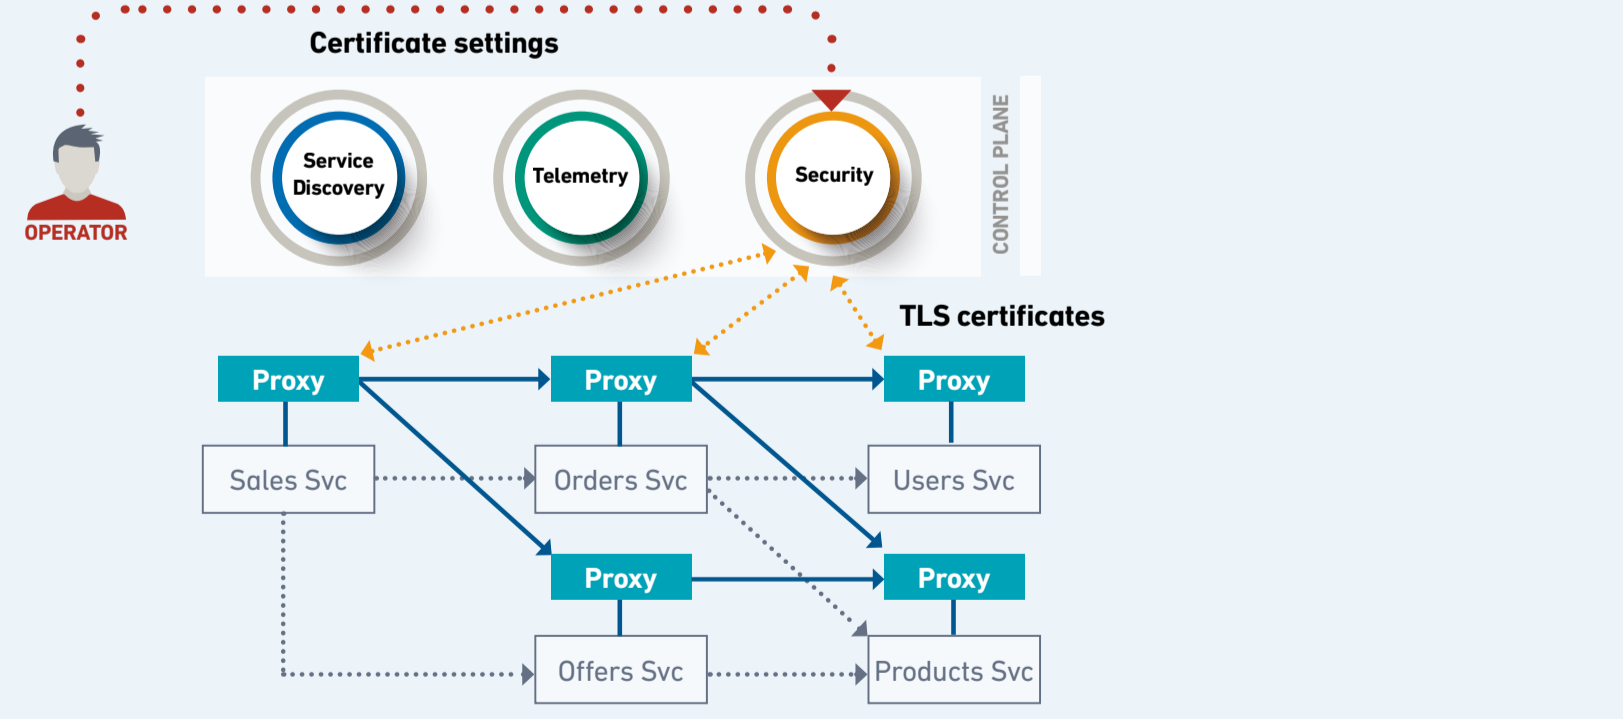 Certificate settings
Service
Discovery
Telemetry
Security
CONTROL PLANE
OPERATOR
TLS certificates
Proxy
Proxy
Proxy
Sales Svc
Orders Svc
Users Svc
Proxy
Proxy
Offers Svc
Products Svc